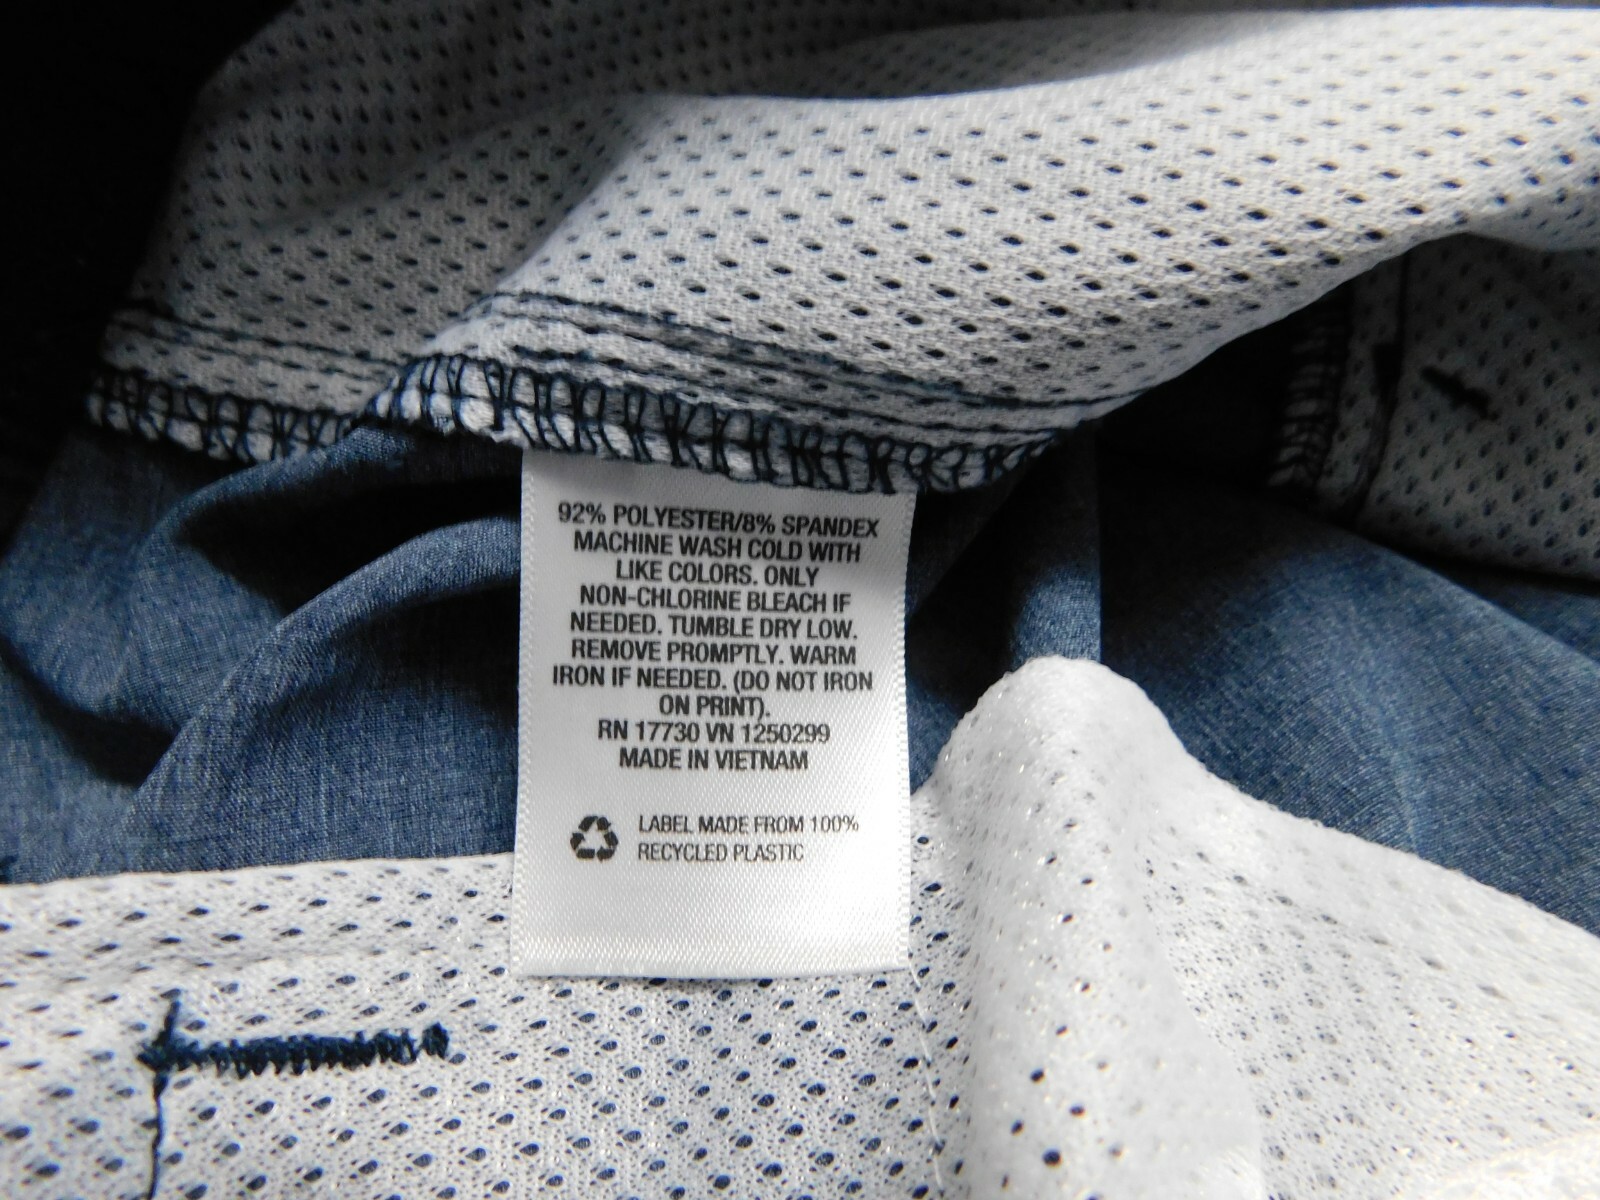 92% POLYESTER/8% SPANDEX
MACHINE WASH COLD WITH
LIKE COLORS. ONLY
NON-CHLORINE BLEACH IF
NEEDED. TUMBLE DRY LOW.
REMOVE PROMPTLY. WARM
IRON IF NEEDED. (DO NOT IRON
ON PRINT).
RN 17730 VN 1250299
MADE IN VIETNAM
LABEL MADE FROM 100%
RECYCLED PLASTIC